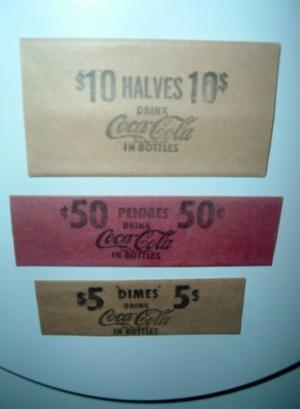 $10 HALVES 10$
DRINK
Coca-Cola
IN BOTTLES
¢50 PENNIES 50¢
DRINK
Coca-Cola
IN BOTTLES
$5 'DIMES' 5$
DRINK
Coca-Cola
IN BOTTLES